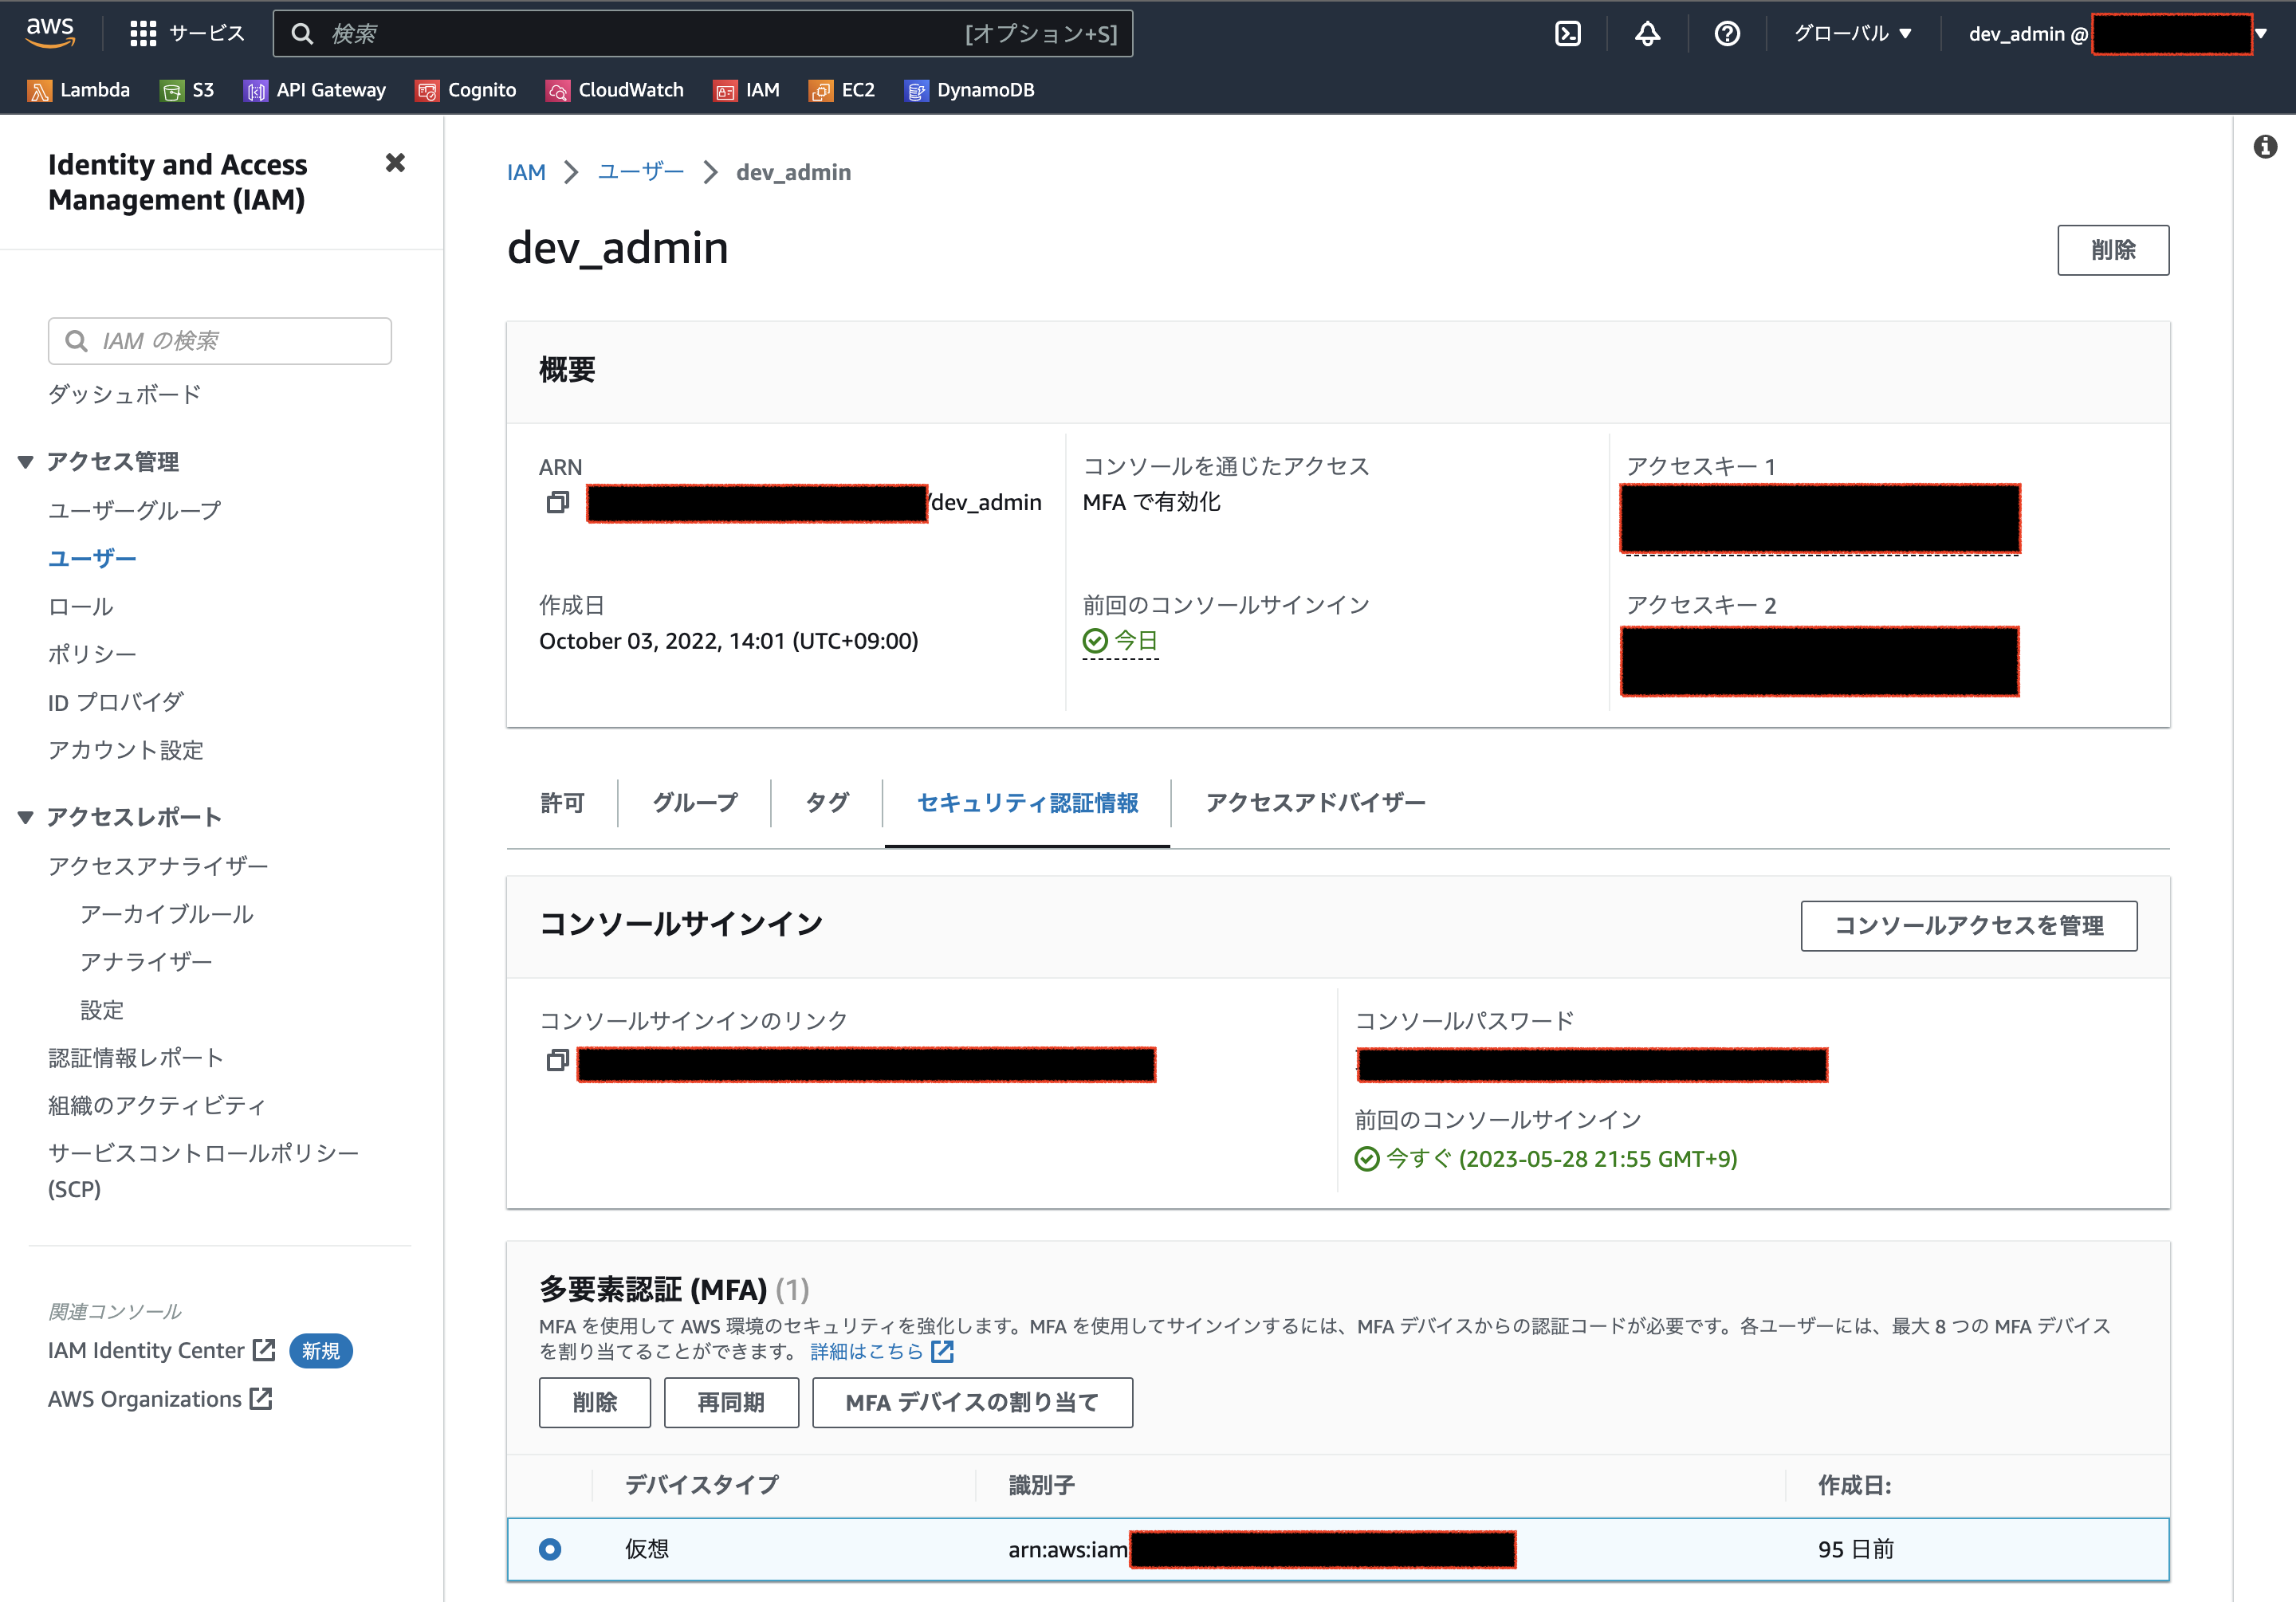 aws
サービス
検索
[オプション+S]
グローバル ▼
dev_admin @
Lambda
S3
API Gateway
Cognito
CloudWatch
IAM
EC2
DynamoDB
Identity and Access
Management (IAM)
IAM の検索
ダッシュボード
アクセス管理
ユーザーグループ
ユーザー
ロール
ポリシー
ID プロバイダ
アカウント設定
アクセスレポート
アクセスアナライザー
アーカイブルール
アナライザー
設定
認証情報レポート
組織のアクティビティ
サービスコントロールポリシー
(SCP)
関連コンソール
IAM Identity Center
新規
AWS Organizations
IAM
ユーザー
dev_admin
dev_admin
削除
概要
ARN
/dev_admin
コンソールを通じたアクセス
MFA で有効化
アクセスキー 1
作成日
October 03, 2022, 14:01 (UTC+09:00)
前回のコンソールサインイン
今日
アクセスキー 2
許可
グループ
タグ
セキュリティ認証情報
アクセスアドバイザー
コンソールサインイン
コンソールアクセスを管理
コンソールサインインのリンク
コンソールパスワード
前回のコンソールサインイン
今すぐ (2023-05-28 21:55 GMT+9)
多要素認証 (MFA) (1)
MFA を使用して AWS 環境のセキュリティを強化します。MFA を使用してサインインするには、MFA デバイスからの認証コードが必要です。各ユーザーには、最大 8 つの MFA デバイス
を割り当てることができます。 詳細はこちら
削除
再同期
MFA デバイスの割り当て
デバイスタイプ
識別子
作成日:
仮想
arn:aws:iam
95 日前